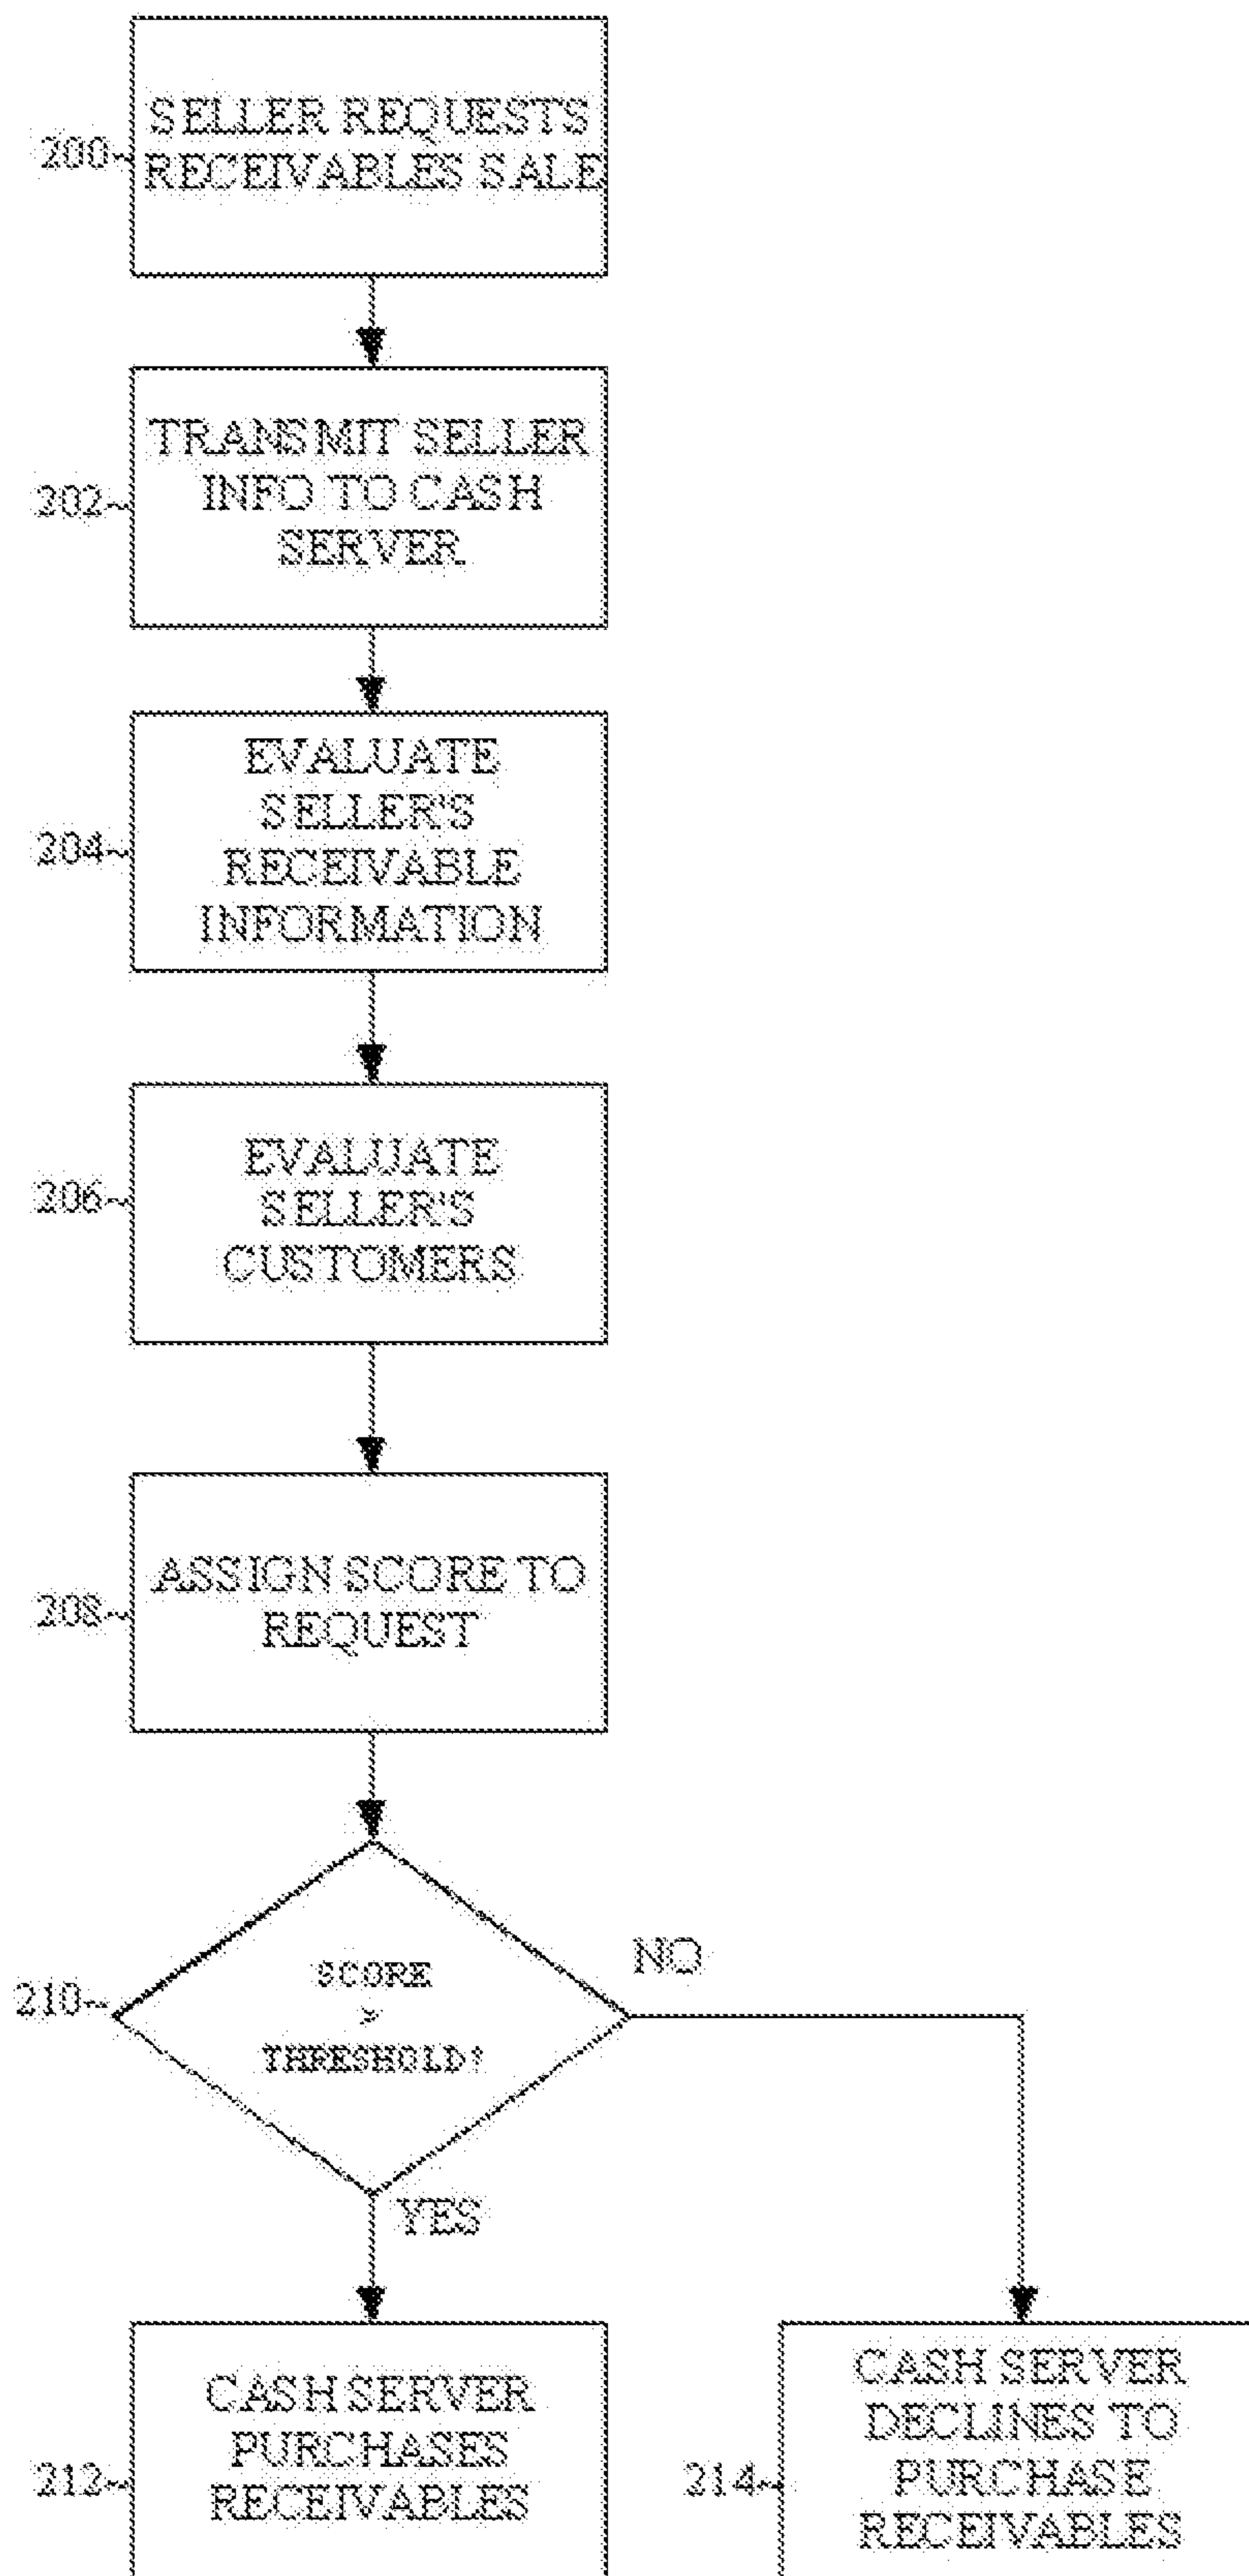 SELLER REQUESTS
RECEIVABLES SALE
200
TRANSMIT SELLER
INFO TO CASH
SERVER
202
EVALUATE
SELLER'S
RECEIVABLE
INFORMATION
204
EVALUATE
SELLER'S
CUSTOMERS
206
ASSIGN SCORE TO
REQUEST
208
SCORE
>
THRESHOLD?
210
NO
YES
CASH SERVER
PURCHASES
RECEIVABLES
212
CASH SERVER
DECLINES TO
PURCHASE
RECEIVABLES
214